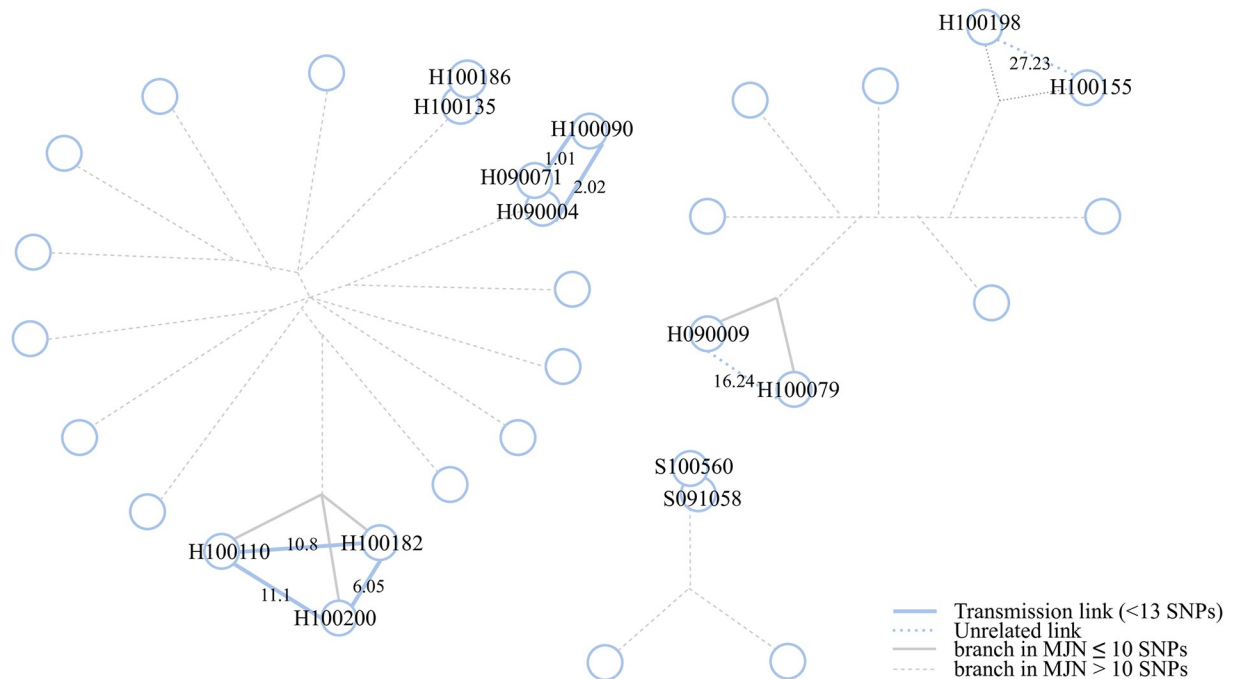 H100198
27.23
H100155
H100186
H100135
H100090
1.01
H090071
2.02
H090004
H090009
16.24
H100079
S100560
S091058
H100110
10.8
H100182
11.1
6.05
H100200
Transmission link (<13 SNPs)
Unrelated link
branch in MJN ≤ 10 SNPs
branch in MJN > 10 SNPs